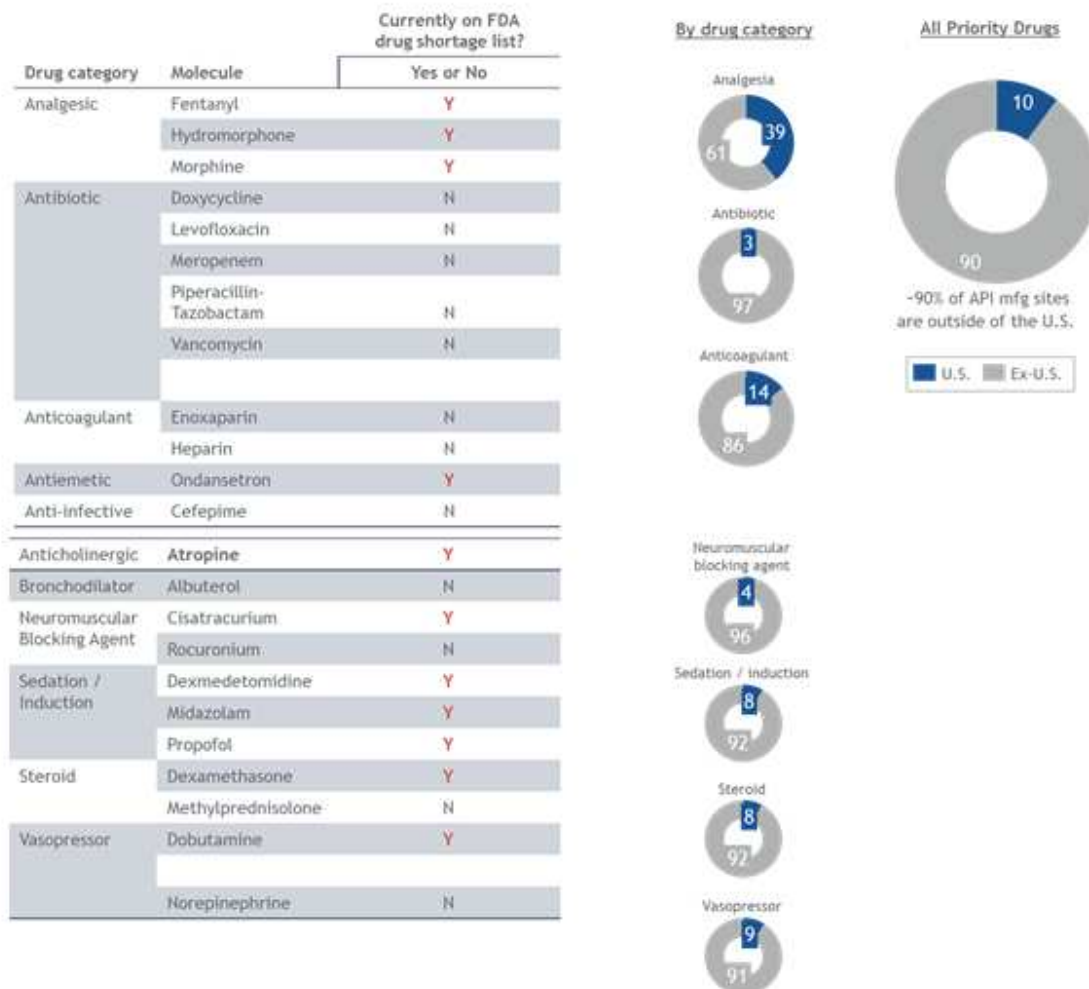 Currently on FDA
drug shortage list?
Drug category Molecule Yes or No
Analgesic Fentanyl Y
Hydromorphone Y
Morphine Y
Antibiotic Doxycycline N
Levofloxacin N
Meropenem N
Piperacillin-
Tazobactam N
Vancomycin N
Anticoagulant Enoxaparin N
Heparin N
Antiemetic Ondansetron Y
Anti-infective Cefepime N
Anticholinergic Atropine Y
Bronchodilator Albuterol N
Neuromuscular Cisatracurium Y
Blocking Agent
Rocuronium N
Sedation / Dexmedetomidine Y
Induction
Midazolam Y
Propofol Y
Steroid Dexamethasone Y
Methylprednisolone N
Vasopressor Dobutamine Y
Norepinephrine N
By drug category
Analgesia
39
61
Antibiotic
3
97
Anticoagulant
14
86
Neuromuscular
blocking agent
4
96
Sedation / induction
8
92
Steroid
8
92
Vasopressor
9
91
All Priority Drugs
10
90
~90% of API mfg sites
are outside of the U.S.
U.S. Ex-U.S.